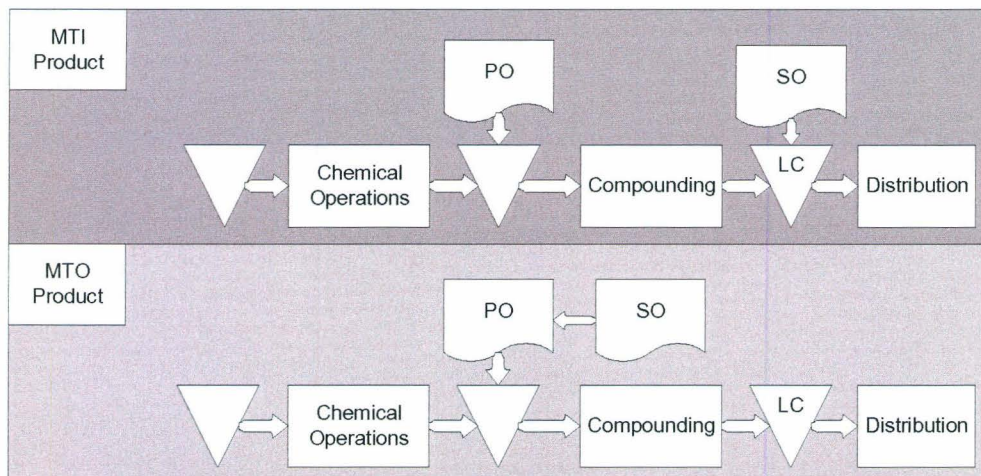 MTI
Product
PO
SO
Chemical
Operations
Compounding
LC
Distribution
MTO
Product
PO
SO
Chemical
Operations
Compounding
LC
Distribution